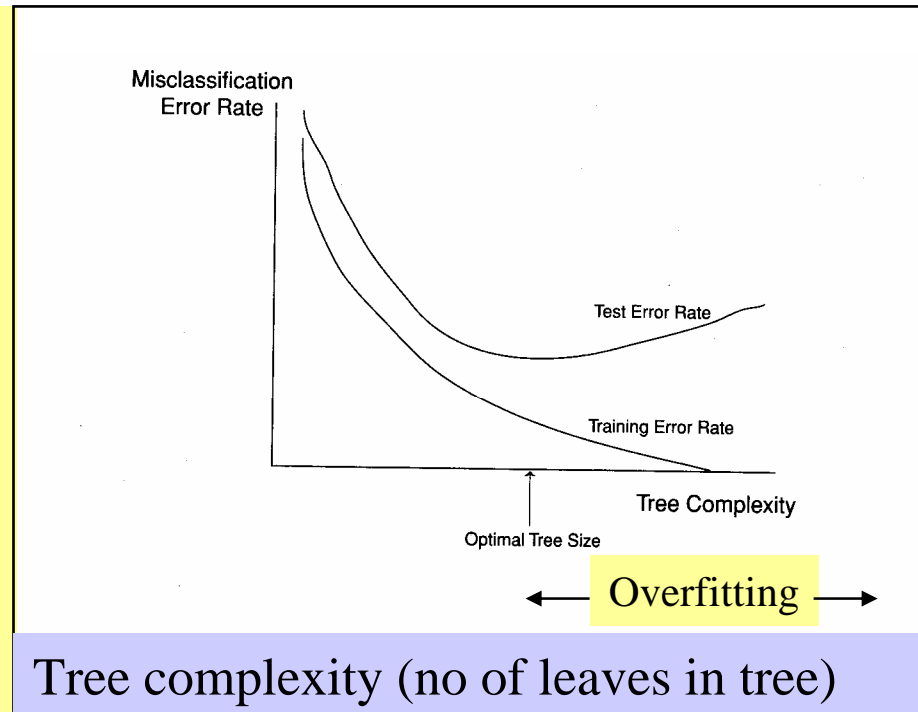 Misclassification
Error Rate
Test Error Rate
Training Error Rate
Tree Complexity
Optimal Tree Size
Overfitting
Tree complexity (no of leaves in tree)